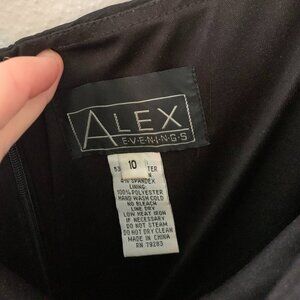 ALEX
EVENINGS
10
4% SPANDEX
LINING:
100% POLYESTER
HAND WASH COLD
NO BLEACH
LINE DRY
LOW HEAT IRON
IF NECESSARY
DO NOT STEAM
DO NOT DRY CLEAN
MADE IN CHINA
RN 79283